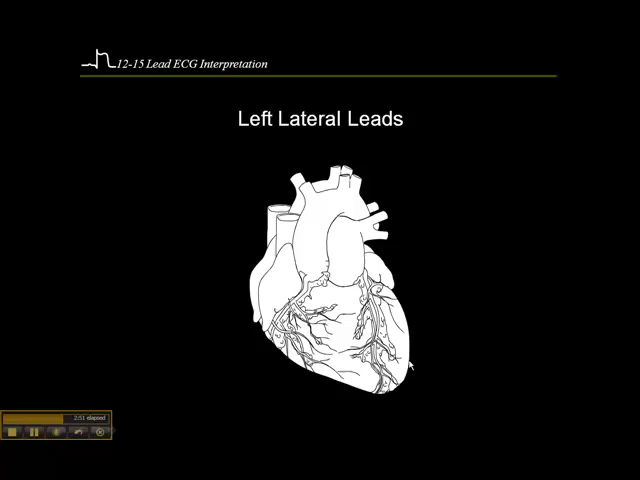 12-15 Lead ECG Interpretation
Left Lateral Leads
2:51 elapsed